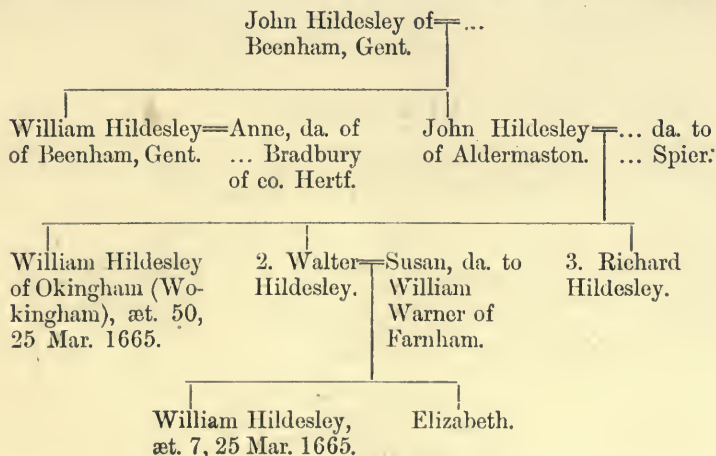 John Hildesley of = ...
Beenham, Gent.
William Hildesley=Anne, da. of
of Beenham, Gent. ... Bradbury
of co. Hertf.
John Hildesley = ... da. to
of Aldermaston. ... Spier.
William Hildesley
of Okingham (Wo-
kingham), æt. 50,
25 Mar. 1665.
2. Walter=Susan, da. to
Hildesley. William
Warner of
Farnham.
3. Richard
Hildesley.
William Hildesley,
æt. 7, 25 Mar. 1665.
Elizabeth.